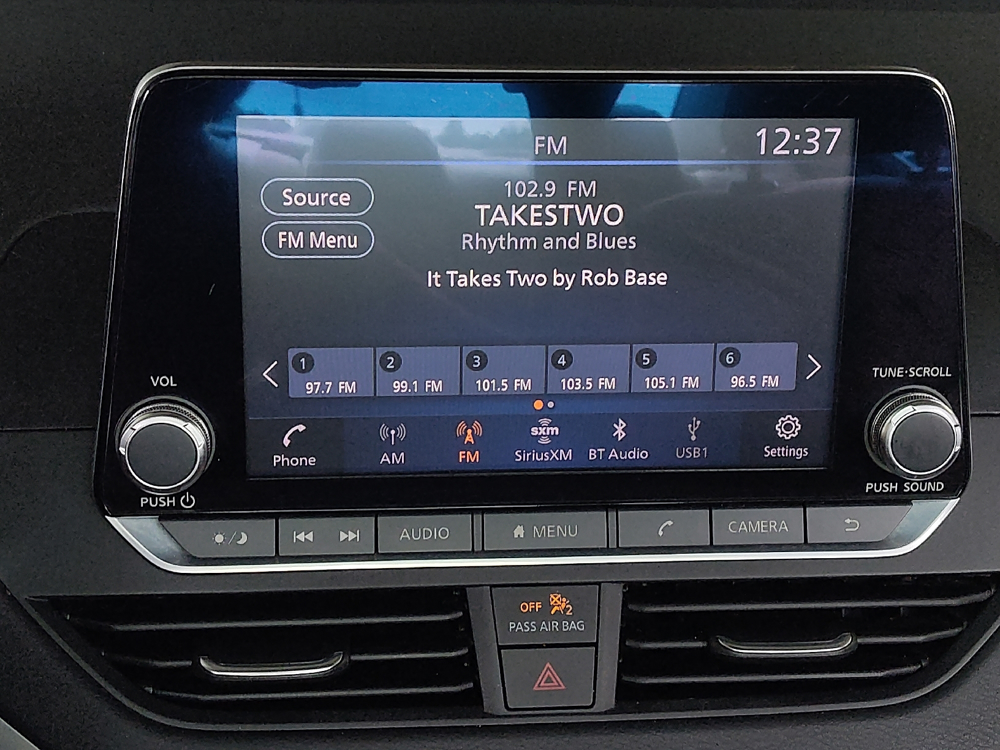 FM
12:37
Source
FM Menu
102.9 FM
TAKESTWO
Rhythm and Blues
It Takes Two by Rob Base
1
97.7 FM
2
99.1 FM
3
101.5 FM
4
103.5 FM
5
105.1 FM
6
96.5 FM
VOL
PUSH
TUNE·SCROLL
PUSH SOUND
Phone
AM
FM
sxm
SiriusXM
BT Audio
USB1
Settings
AUDIO
MENU
CAMERA
OFF
2
PASS AIR BAG